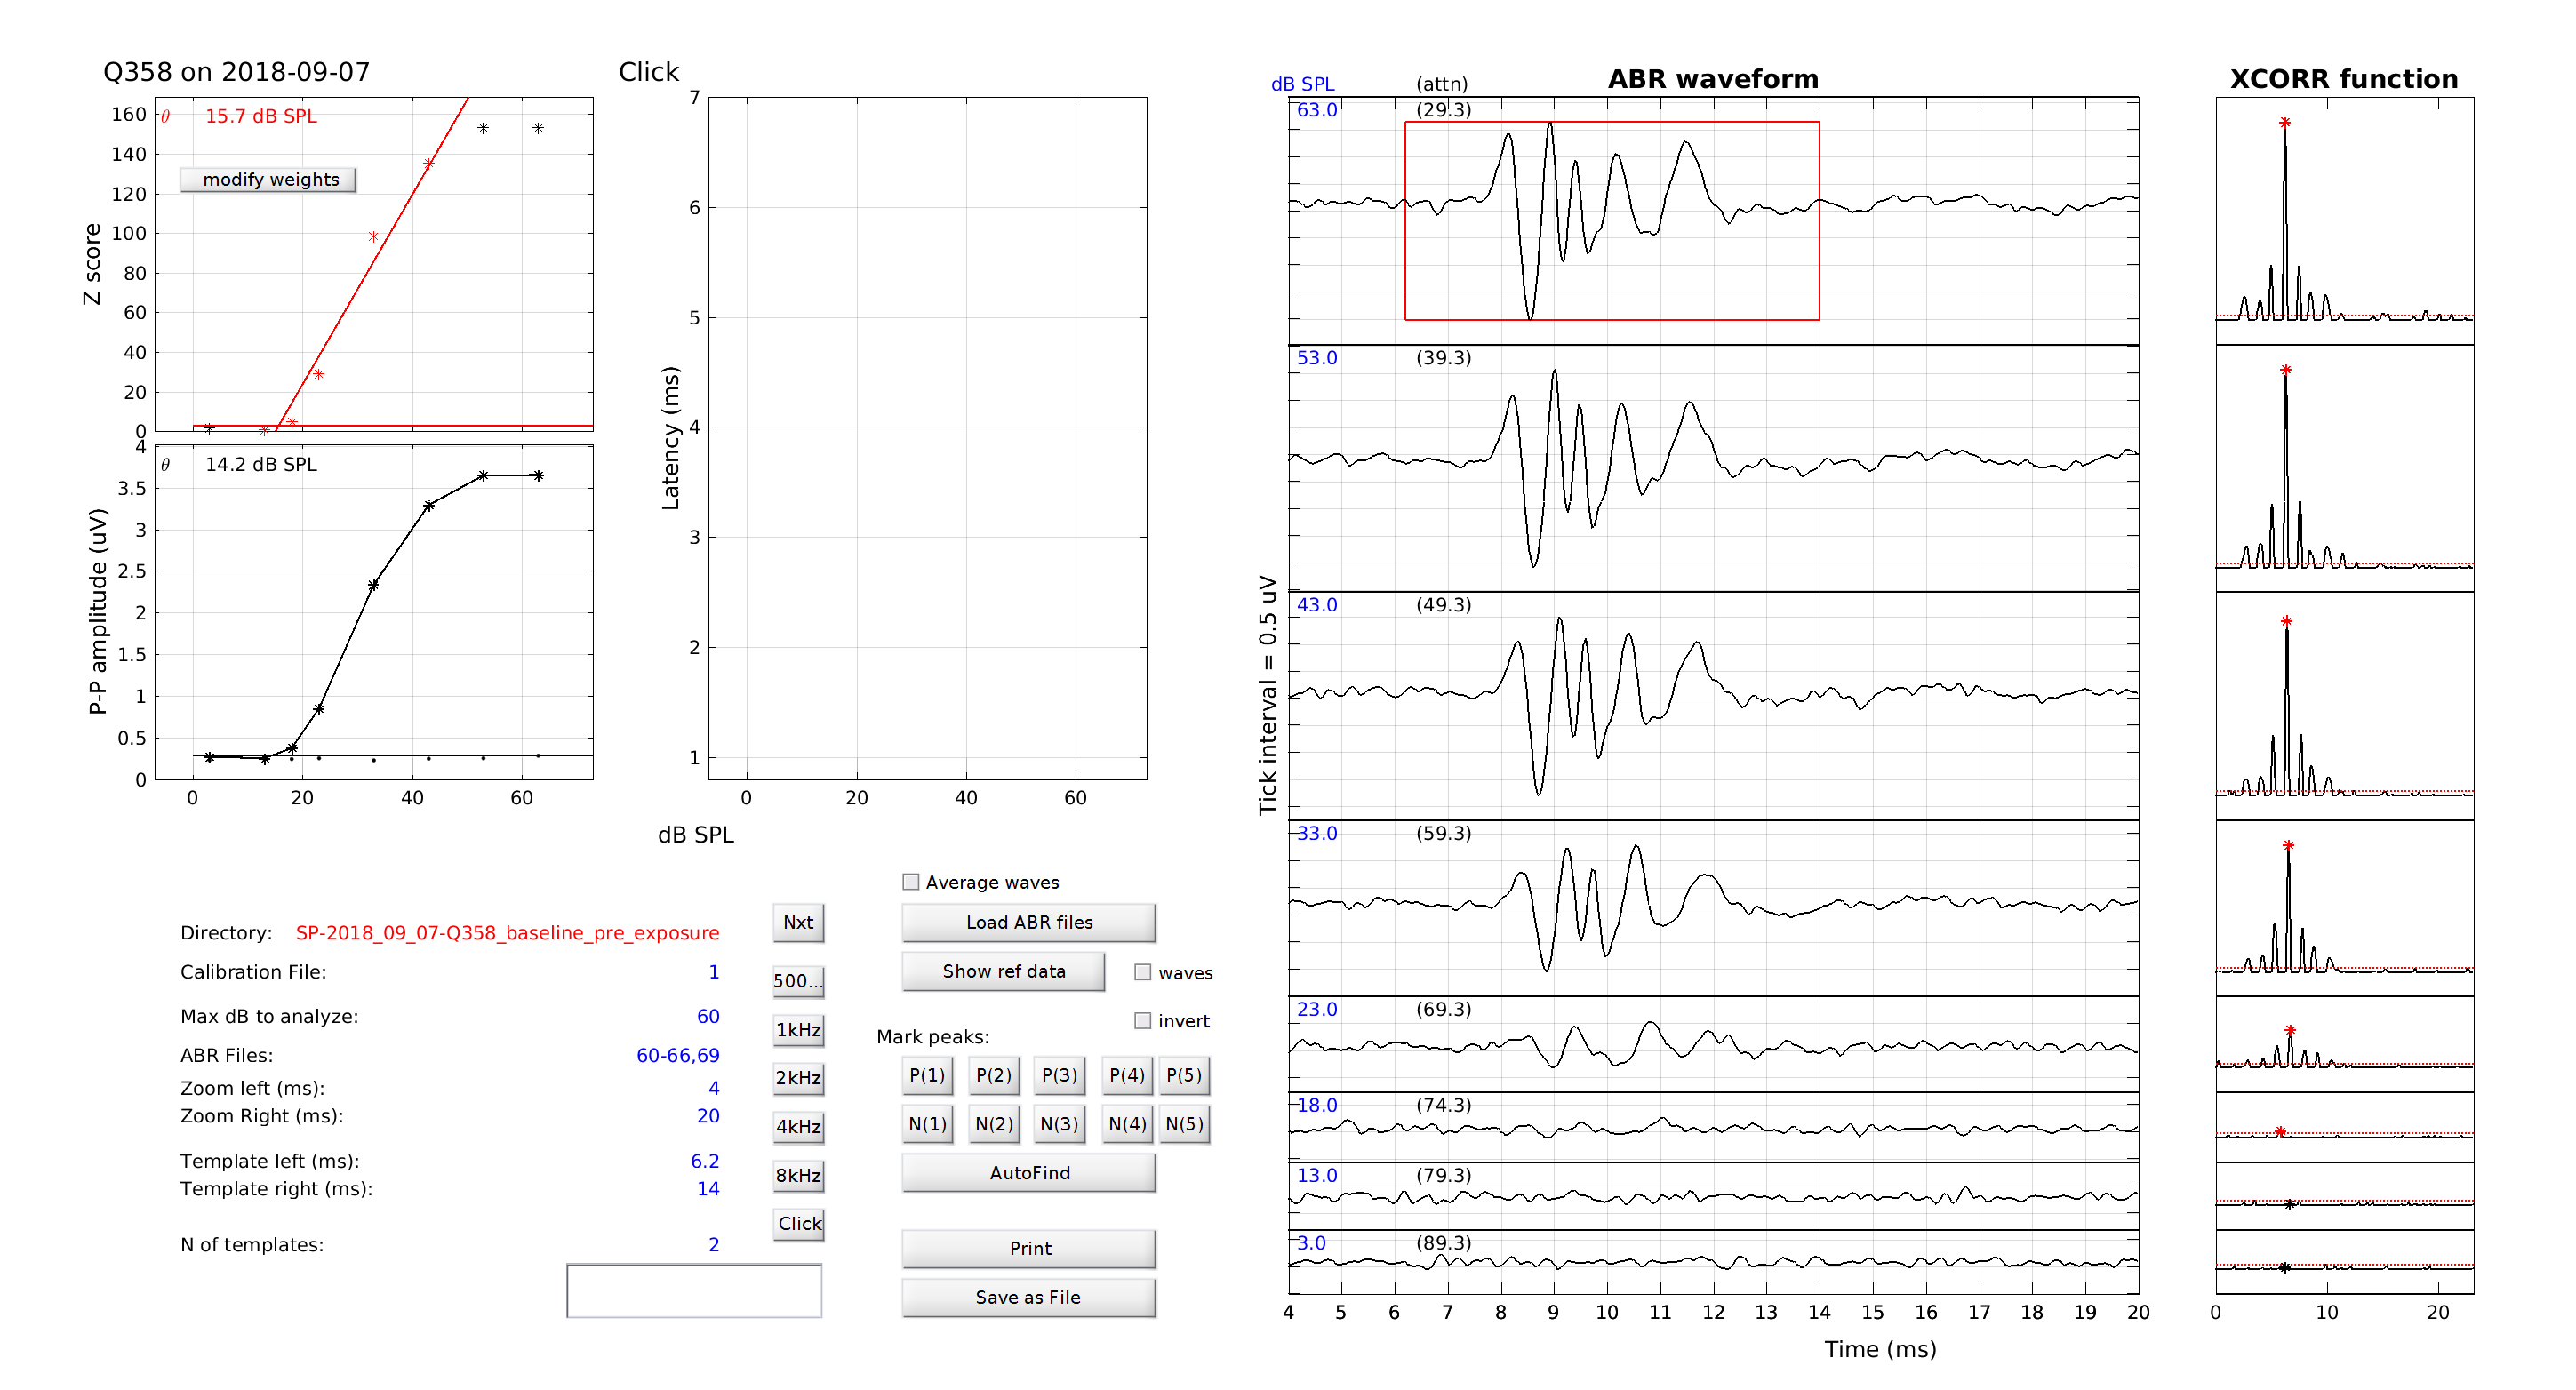 Q358 on 2018-09-07
Click
160
140
120
100
80
60
40
20
0
Z score
θ 15.7 dB SPL
modify weights
4
3.5
3
2.5
2
1.5
1
0.5
0
P-P amplitude (uV)
θ 14.2 dB SPL
0 20 40 60
7
6
5
4
3
2
1
Latency (ms)
0 20 40 60
dB SPL
Directory: SP-2018_09_07-Q358_baseline_pre_exposure
Calibration File: 1
Max dB to analyze: 60
ABR Files: 60-66,69
Zoom left (ms): 4
Zoom Right (ms): 20
Template left (ms): 6.2
Template right (ms): 14
N of templates: 2
Nxt
500...
1kHz
2kHz
4kHz
8kHz
Click
Average waves
Load ABR files
Show ref data
waves
invert
Mark peaks:
P(1) P(2) P(3) P(4) P(5)
N(1) N(2) N(3) N(4) N(5)
AutoFind
Print
Save as File
dB SPL (attn)
ABR waveform
63.0 (29.3)
53.0 (39.3)
43.0 (49.3)
33.0 (59.3)
23.0 (69.3)
18.0 (74.3)
13.0 (79.3)
3.0 (89.3)
Tick interval = 0.5 uV
4 5 6 7 8 9 10 11 12 13 14 15 16 17 18 19 20
Time (ms)
XCORR function
0 10 20